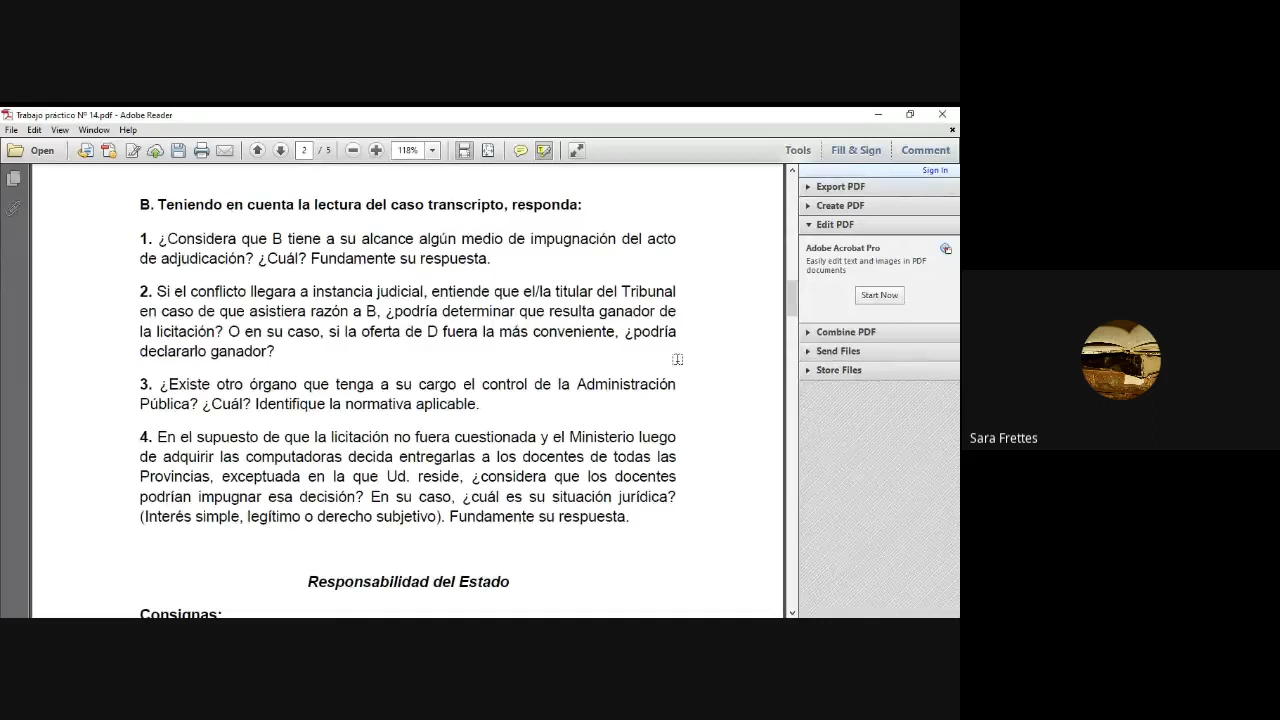 Trabajo práctico Nº 14.pdf - Adobe Reader
File Edit View Window Help
Open 2 / 5 118% Tools Fill & Sign Comment
Sign In
Export PDF
Create PDF
Edit PDF
Adobe Acrobat Pro
Easily edit text and images in PDF
documents
Start Now
Combine PDF
Send Files
Store Files
B. Teniendo en cuenta la lectura del caso transcripto, responda:
1. ¿Considera que B tiene a su alcance algún medio de impugnación del acto
de adjudicación? ¿Cuál? Fundamente su respuesta.
2. Si el conflicto llegara a instancia judicial, entiende que el/la titular del Tribunal
en caso de que asistiera razón a B, ¿podría determinar que resulta ganador de
la licitación? O en su caso, si la oferta de D fuera la más conveniente, ¿podría
declararlo ganador?
3. ¿Existe otro órgano que tenga a su cargo el control de la Administración
Pública? ¿Cuál? Identifique la normativa aplicable.
4. En el supuesto de que la licitación no fuera cuestionada y el Ministerio luego
de adquirir las computadoras decida entregarlas a los docentes de todas las
Provincias, exceptuada en la que Ud. reside, ¿considera que los docentes
podrían impugnar esa decisión? En su caso, ¿cuál es su situación jurídica?
(Interés simple, legítimo o derecho subjetivo). Fundamente su respuesta.
Responsabilidad del Estado
Consignas:
Sara Frettes